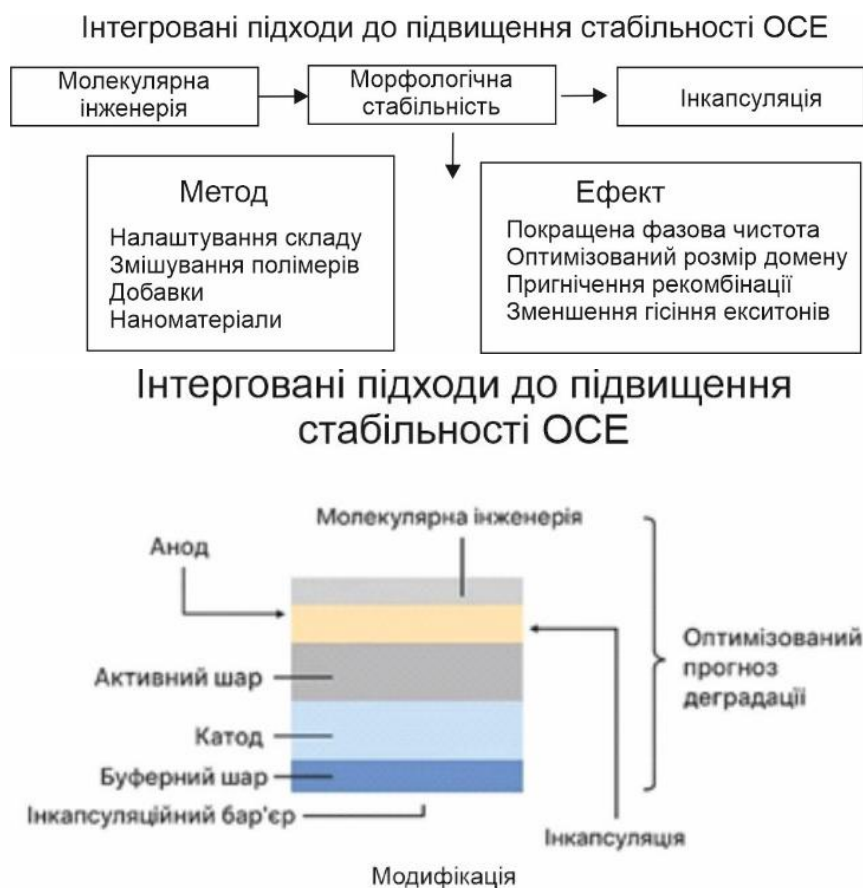 Інтегровані підходи до підвищення стабільності ОСЕ
Молекулярна
інженерія
Морфологічна
стабільність
Інкапсуляція
Метод
Налаштування складу
Змішування полімерів
Добавки
Наноматеріали
Ефект
Покращена фазова чистота
Оптимізований розмір домену
Пригнічення рекомбінації
Зменшення гісіння екситонів
Інтерговані підходи до підвищення
стабільності ОСЕ
Молекулярна інженерія
Анод
Активний шар
Катод
Буферний шар
Інкапсуляційний бар'єр
Оптимізований
прогноз
деградації
Інкапсуляція
Модифікація